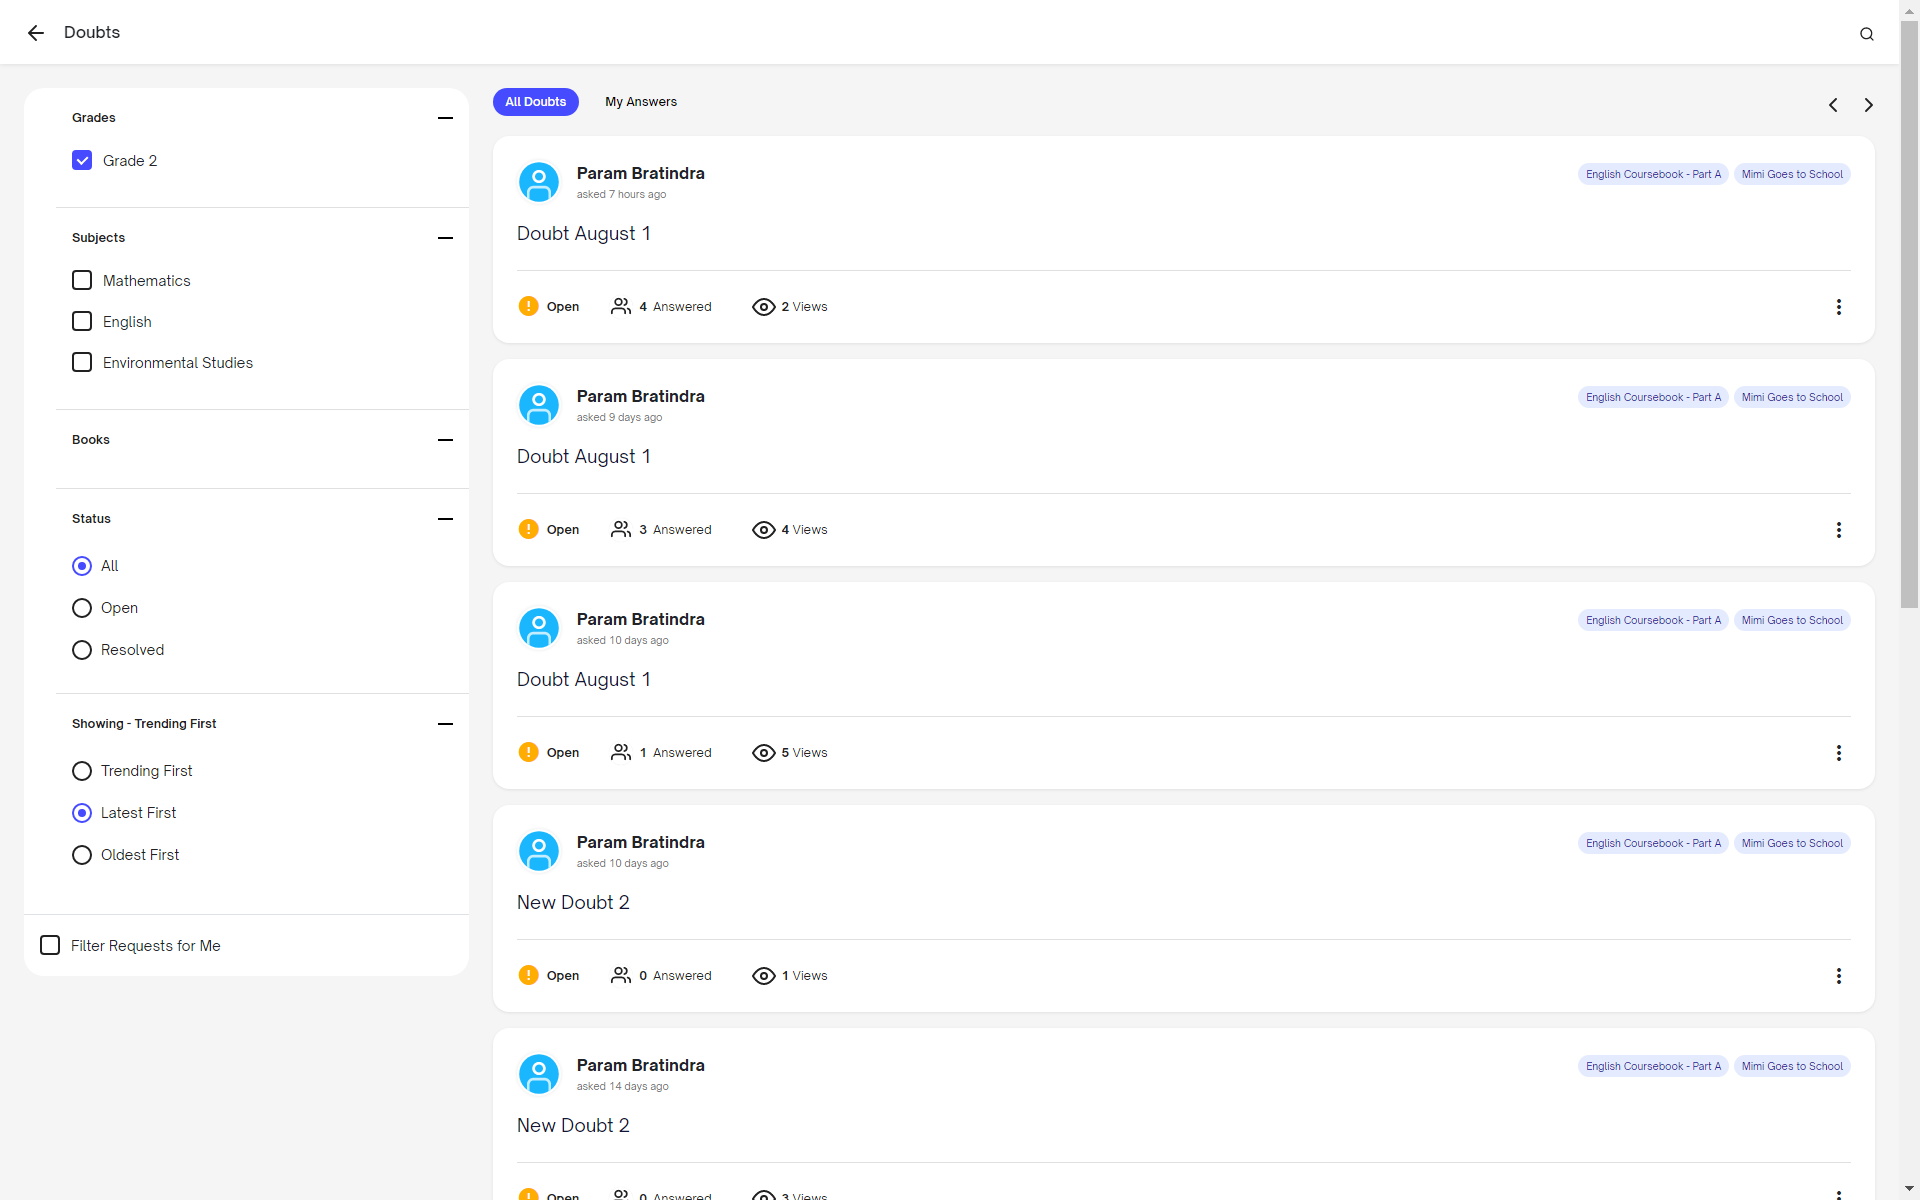 Doubts
Grades
Grade 2
Subjects
Mathematics
English
Environmental Studies
Books
Status
All
Open
Resolved
Showing - Trending First
Trending First
Latest First
Oldest First
Filter Requests for Me
All Doubts My Answers
Param Bratindra
asked 7 hours ago
English Coursebook - Part A Mimi Goes to School
Doubt August 1
Open 4 Answered 2 Views
Param Bratindra
asked 9 days ago
English Coursebook - Part A Mimi Goes to School
Doubt August 1
Open 3 Answered 4 Views
Param Bratindra
asked 10 days ago
English Coursebook - Part A Mimi Goes to School
Doubt August 1
Open 1 Answered 5 Views
Param Bratindra
asked 10 days ago
English Coursebook - Part A Mimi Goes to School
New Doubt 2
Open 0 Answered 1 Views
Param Bratindra
asked 14 days ago
English Coursebook - Part A Mimi Goes to School
New Doubt 2
Open 0 Answered 3 Views